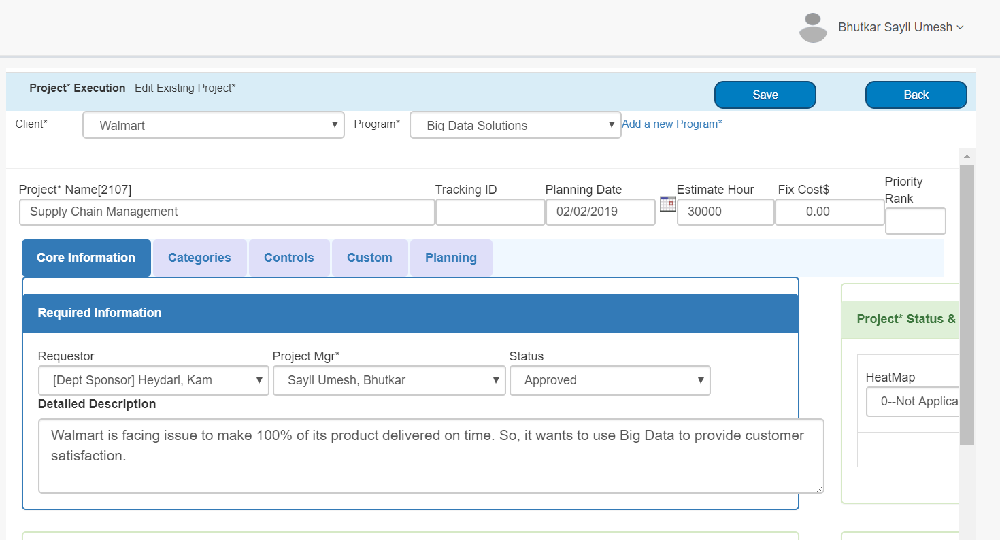 Bhutkar Sayli Umesh
Project* Execution Edit Existing Project*
Save
Back
Client*
Walmart
Program*
Big Data Solutions
Add a new Program*
Project* Name[2107]
Supply Chain Management
Tracking ID
Planning Date
02/02/2019
Estimate Hour
30000
Fix Cost$
0.00
Priority
Rank
Core Information
Categories
Controls
Custom
Planning
Required Information
Requestor
[Dept Sponsor] Heydari, Kam
Project Mgr*
Sayli Umesh, Bhutkar
Status
Approved
Detailed Description
Walmart is facing issue to make 100% of its product delivered on time. So, it wants to use Big Data to provide customer
satisfaction.
Project* Status &
HeatMap
0--Not Applica